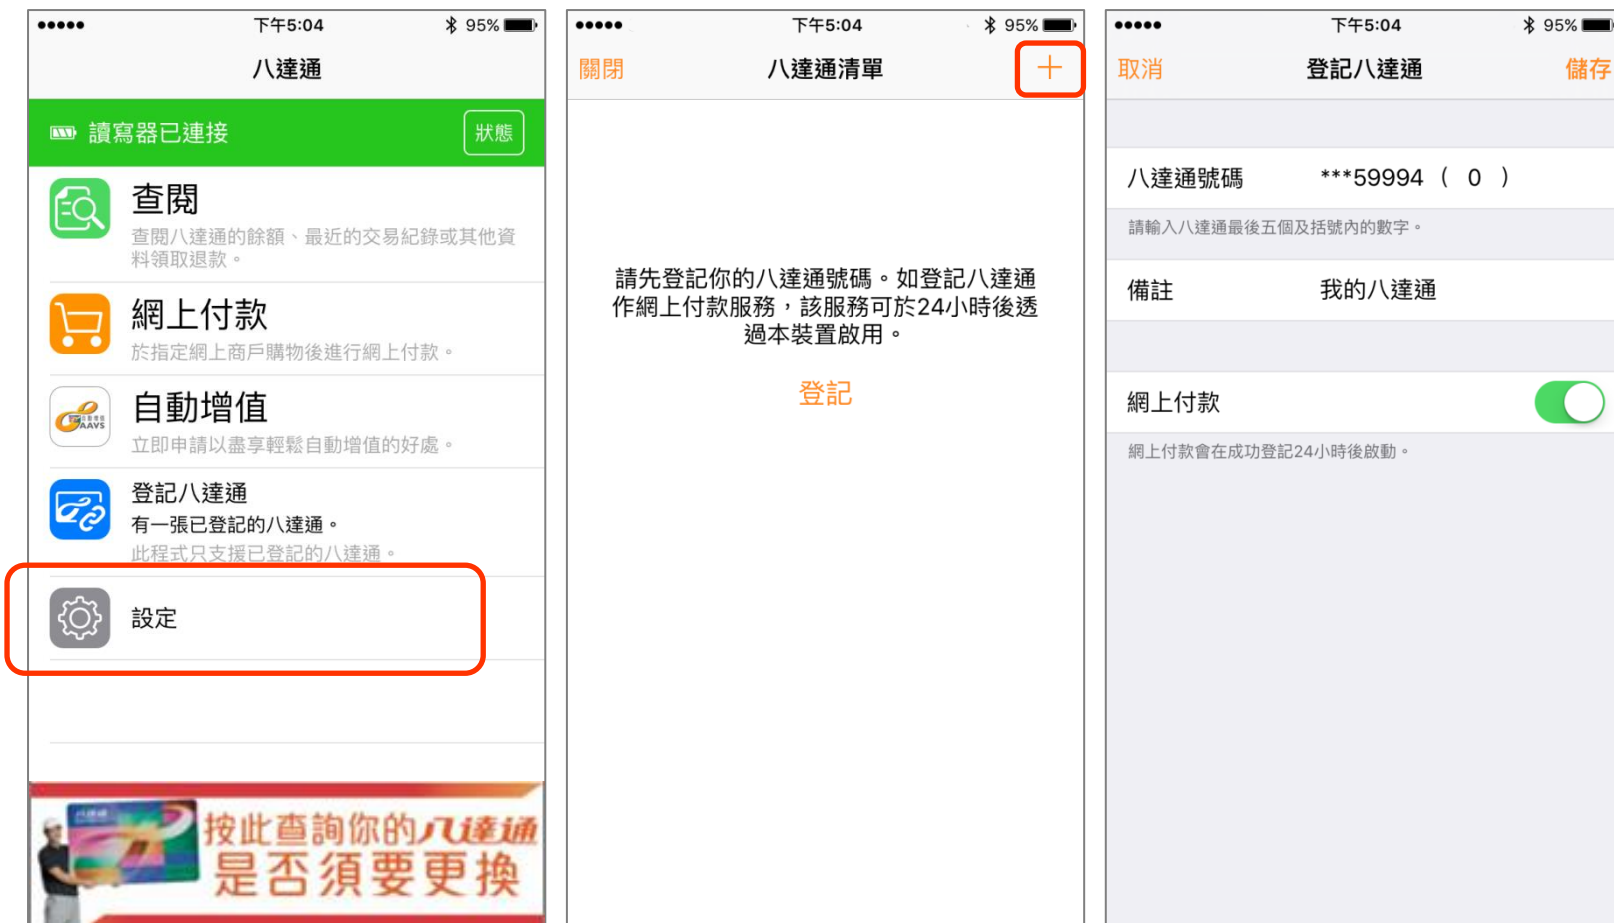 下午5:04
95%
八達通
讀寫器已連接
狀態
查閱
查閱八達通的餘額、最近的交易紀錄或其他資
料領取退款。
網上付款
於指定網上商戶購物後進行網上付款。
自動增值
立即申請以盡享輕鬆自動增值的好處。
登記八達通
有一張已登記的八達通。
此程式只支援已登記的八達通。
設定
按此查詢你的八達通
是否須要更換
下午5:04
95%
關閉
八達通清單
請先登記你的八達通號碼。如登記八達通
作網上付款服務，該服務可於24小時後透
過本裝置啟用。
登記
下午5:04
95%
取消
登記八達通
儲存
八達通號碼
***59994 ( 0 )
請輸入八達通最後五個及括號內的數字。
備註
我的八達通
網上付款
網上付款會在成功登記24小時後啟動。